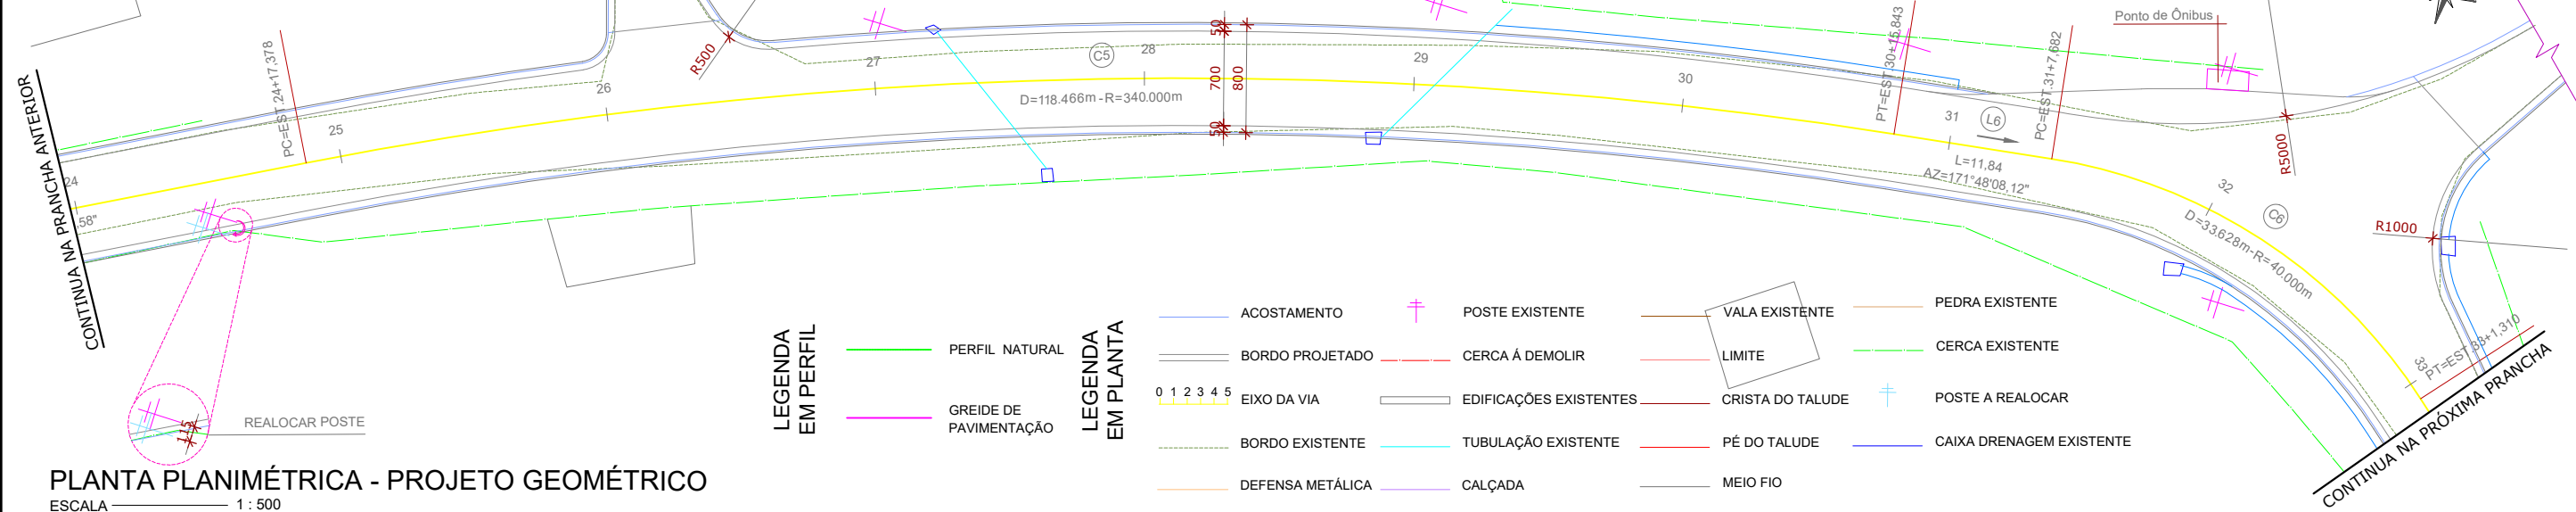 CONTINUA NA PRANCHA ANTERIOR
24
,58"
PC=EST.24+17,378
25
26
R500
27
C5
28
D=118.466m-R=340.000m
50
700
800
50
29
30
PT=EST.30+15,843
31
L6
L=11,84
AZ=171°48'08,12"
PC=EST.31+7,682
Ponto de Ônibus
R5000
32
C6
D=33.628m-R=40.000m
R1000
33
PT=EST.33+1,310
CONTINUA NA PRÓXIMA PRANCHA
REALOCAR POSTE
PLANTA PLANIMÉTRICA - PROJETO GEOMÉTRICO
ESCALA 1 : 500
LEGENDA
EM PERFIL
PERFIL NATURAL
GREIDE DE
PAVIMENTAÇÃO
LEGENDA
EM PLANTA
ACOSTAMENTO
BORDO PROJETADO
0 1 2 3 4 5
EIXO DA VIA
BORDO EXISTENTE
DEFENSA METÁLICA
POSTE EXISTENTE
CERCA Á DEMOLIR
EDIFICAÇÕES EXISTENTES
TUBULAÇÃO EXISTENTE
CALÇADA
VALA EXISTENTE
LIMITE
CRISTA DO TALUDE
PÉ DO TALUDE
MEIO FIO
PEDRA EXISTENTE
CERCA EXISTENTE
POSTE A REALOCAR
CAIXA DRENAGEM EXISTENTE